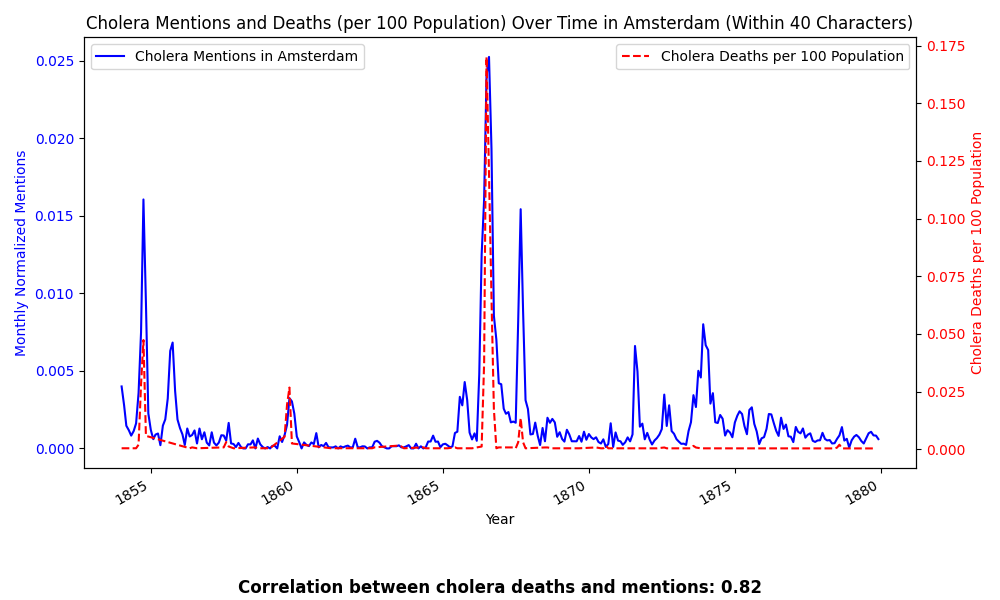 Cholera Mentions and Deaths (per 100 Population) Over Time in Amsterdam (Within 40 Characters)
Cholera Mentions in Amsterdam
Cholera Deaths per 100 Population
Monthly Normalized Mentions
0.025
0.020
0.015
0.010
0.005
0.000
0.175
0.150
0.125
0.100
0.075
0.050
0.025
0.000
Cholera Deaths per 100 Population
1855
1860
1865
1870
1875
1880
Year
Correlation between cholera deaths and mentions: 0.82